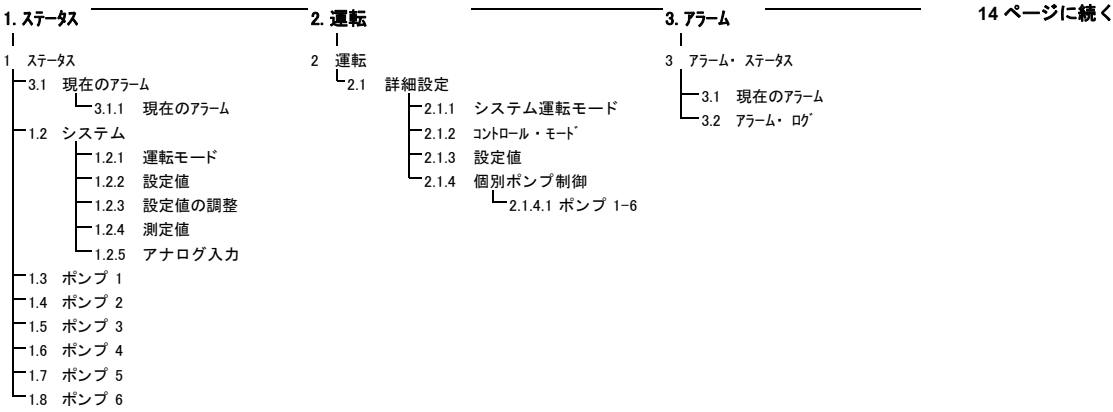 1. ステータス
1 ステータス
3.1 現在のアラーム
3.1.1 現在のアラーム
1.2 システム
1.2.1 運転モード
1.2.2 設定値
1.2.3 設定値の調整
1.2.4 測定値
1.2.5 アナログ入力
1.3 ポンプ 1
1.4 ポンプ 2
1.5 ポンプ 3
1.6 ポンプ 4
1.7 ポンプ 5
1.8 ポンプ 6
2. 運転
2 運転
2.1 詳細設定
2.1.1 システム運転モード
2.1.2 コントロール・モード
2.1.3 設定値
2.1.4 個別ポンプ制御
2.1.4.1 ポンプ 1-6
3. アラーム
3 アラーム・ステータス
3.1 現在のアラーム
3.2 アラーム・ログ
14 ページに続く